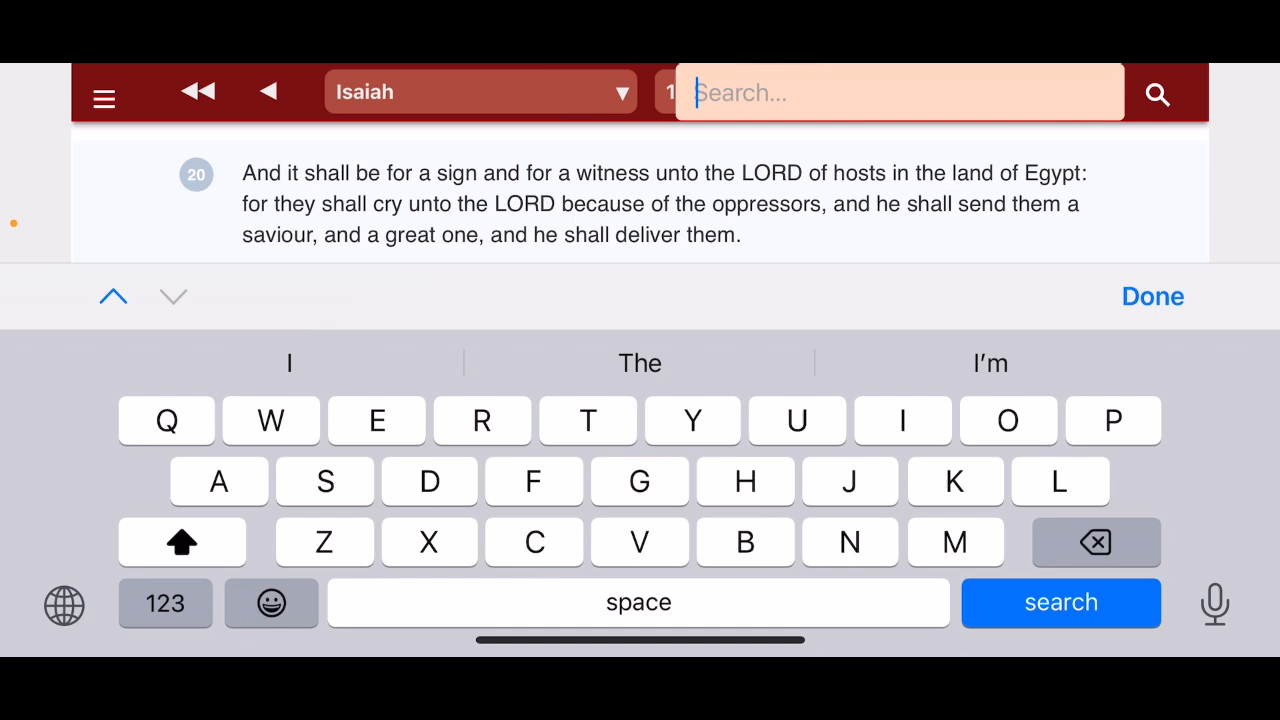 Isaiah
1
Search...
20
And it shall be for a sign and for a witness unto the LORD of hosts in the land of Egypt:
for they shall cry unto the LORD because of the oppressors, and he shall send them a
saviour, and a great one, and he shall deliver them.
Done
I The I'm
Q W E R T Y U I O P
A S D F G H J K L
Z X C V B N M
123 space search